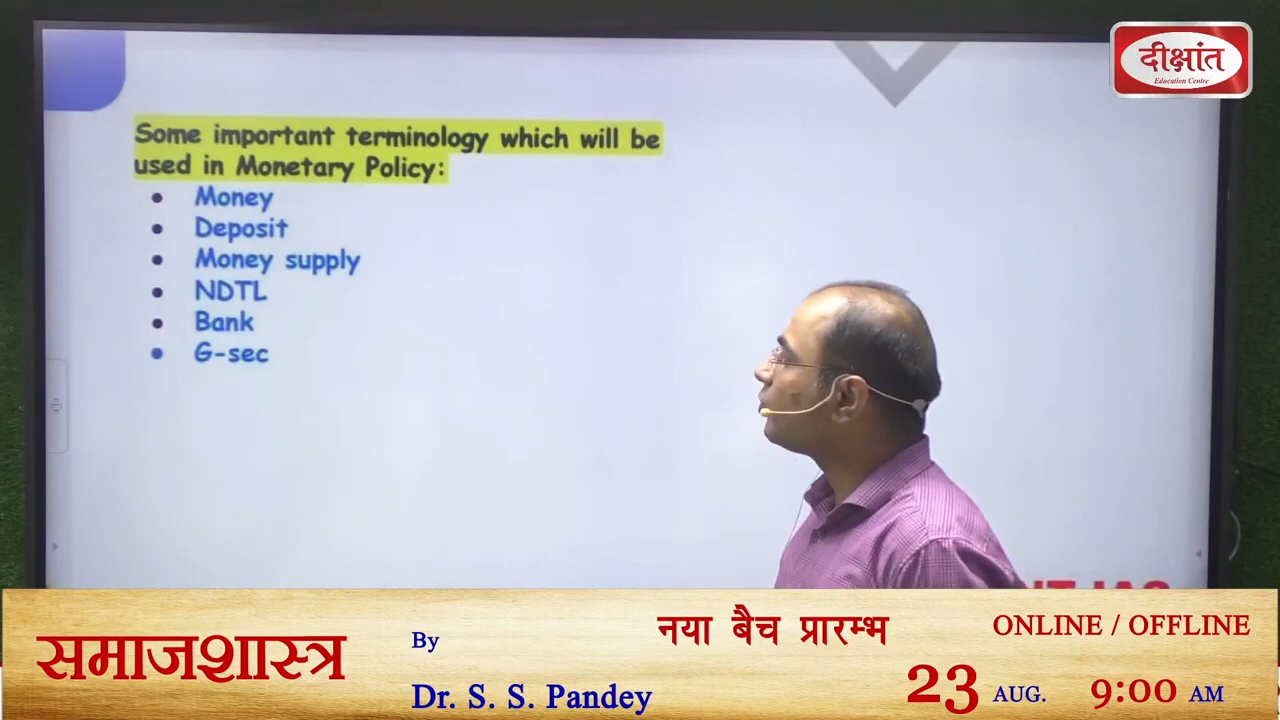 दीक्षांत
Education Centre
Some important terminology which will be
used in Monetary Policy:
• Money
• Deposit
• Money supply
• NDTL
• Bank
• G-sec
समाजशास्त्र
By
Dr. S. S. Pandey
नया बैच प्रारम्भ
ONLINE / OFFLINE
23 AUG. 9:00 AM